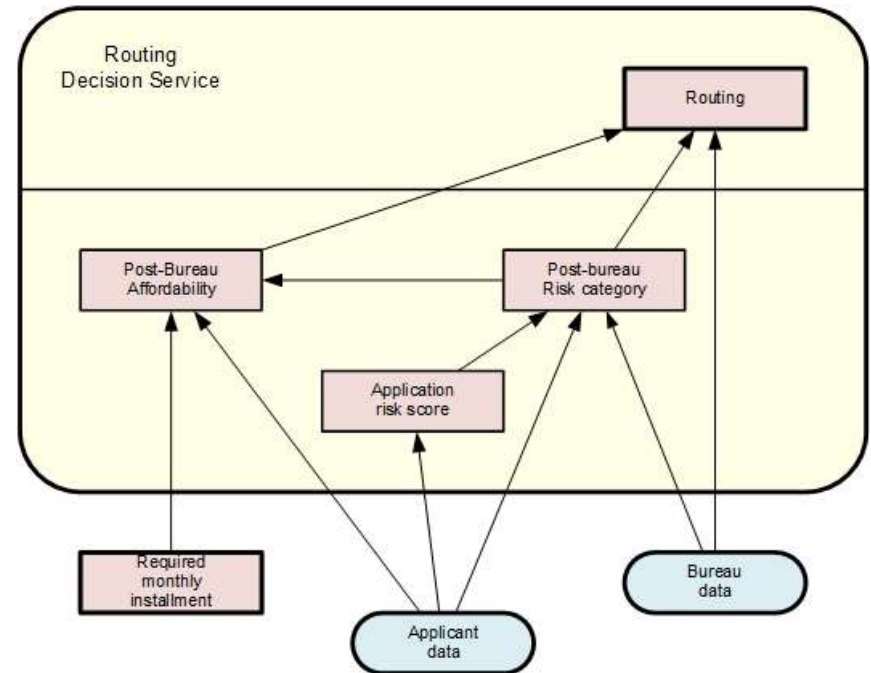 Routing
Decision Service
Routing
Post-Bureau
Affordability
Post-bureau
Risk category
Application
risk score
Required
monthly
installment
Bureau
data
Applicant
data